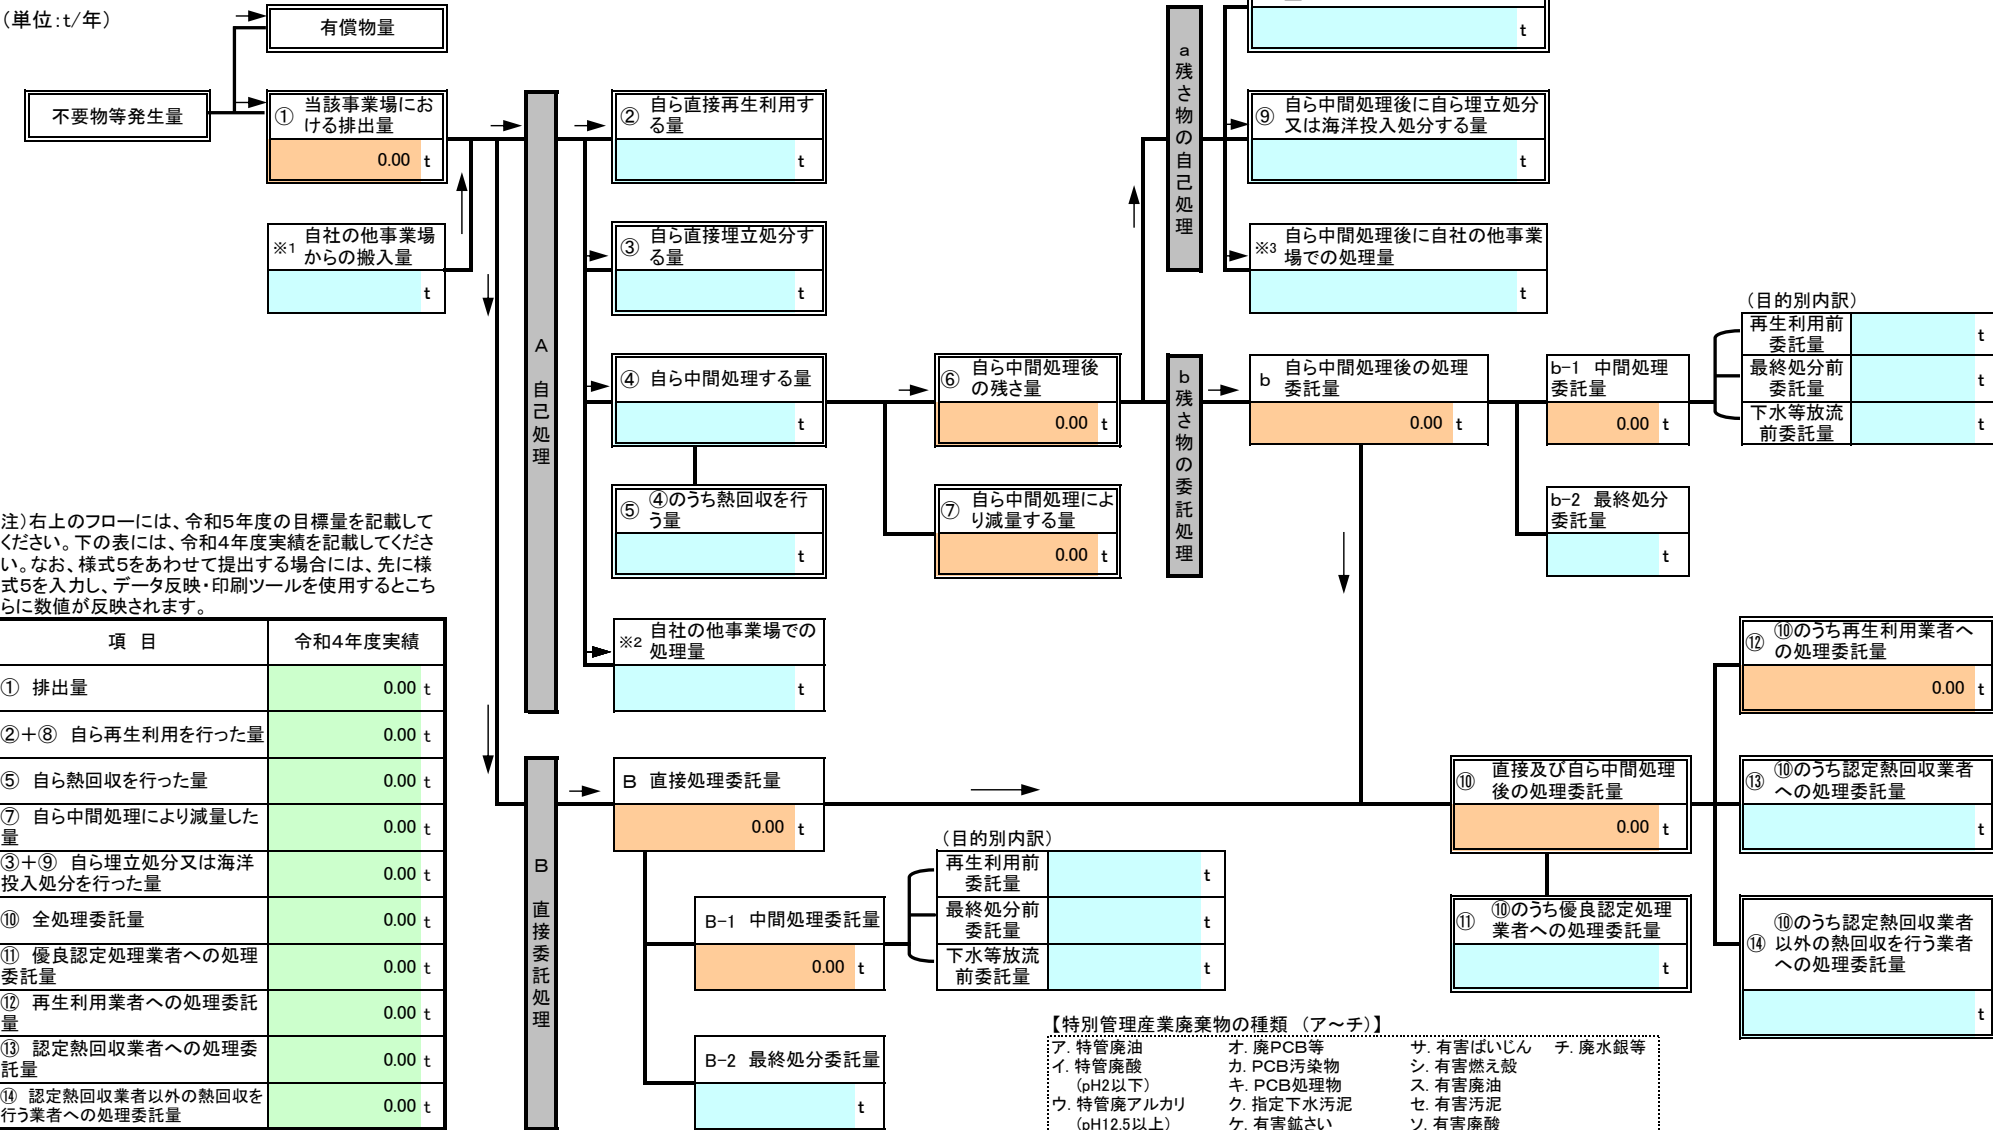 (単位:t/年)
有償物量
不要物等発生量
① 当該事業場にお
ける排出量
0.00 t
※1 自社の他事業場
からの搬入量
t
A 自己処理
② 自ら直接再生利用す
る量
t
③ 自ら直接埋立処分す
る量
t
④ 自ら中間処理する量
t
⑤ ④のうち熱回収を行
う量
t
※2 自社の他事業場での
処理量
t
⑥ 自ら中間処理後
の残さ量
0.00 t
⑦ 自ら中間処理によ
り減量する量
0.00 t
a 残さ物の自己処理
t
⑨ 自ら中間処理後に自ら埋立処分
又は海洋投入処分する量
t
※3 自ら中間処理後に自社の他事業
場での処理量
t
b 残さ物の委託処理
b 自ら中間処理後の処理
委託量
0.00 t
b-1 中間処理
委託量
0.00 t
b-2 最終処分
委託量
t
(目的別内訳)
再生利用前
委託量
t
最終処分前
委託量
t
下水等放流
前委託量
t
注)右上のフローには、令和5年度の目標量を記載して
ください。下の表には、令和4年度実績を記載してくださ
い。なお、様式5をあわせて提出する場合には、先に様
式5を入力し、データ反映・印刷ツールを使用するとこち
らに数値が反映されます。
項 目 令和4年度実績
① 排出量 0.00 t
②+⑧ 自ら再生利用を行った量 0.00 t
⑤ 自ら熱回収を行った量 0.00 t
⑦ 自ら中間処理により減量した
量 0.00 t
③+⑨ 自ら埋立処分又は海洋
投入処分を行った量 0.00 t
⑩ 全処理委託量 0.00 t
⑪ 優良認定処理業者への処理
委託量 0.00 t
⑫ 再生利用業者への処理委託
量 0.00 t
⑬ 認定熱回収業者への処理委
託量 0.00 t
⑭ 認定熱回収業者以外の熱回収を
行う業者への処理委託量 0.00 t
B 直接委託処理
B 直接処理委託量
0.00 t
B-1 中間処理委託量
0.00 t
B-2 最終処分委託量
t
(目的別内訳)
再生利用前
委託量
t
最終処分前
委託量
t
下水等放流
前委託量
t
⑩ 直接及び自ら中間処理
後の処理委託量
0.00 t
⑪ ⑩のうち優良認定処理
業者への処理委託量
t
⑫ ⑩のうち再生利用業者へ
の処理委託量
0.00 t
⑬ ⑩のうち認定熱回収業者
への処理委託量
t
⑭ ⑩のうち認定熱回収業者
以外の熱回収を行う業者
への処理委託量
t
【特別管理産業廃棄物の種類 (ア~チ)】
ア. 特管廃油 オ. 廃PCB等 サ. 有害ばいじん チ. 廃水銀等
イ. 特管廃酸 カ. PCB汚染物 シ. 有害燃え殻
(pH2以下) キ. PCB処理物 ス. 有害廃油
ウ. 特管廃アルカリ ク. 指定下水汚泥 セ. 有害汚泥
(pH12.5以上) ケ. 有害鉱さい ソ. 有害廃酸